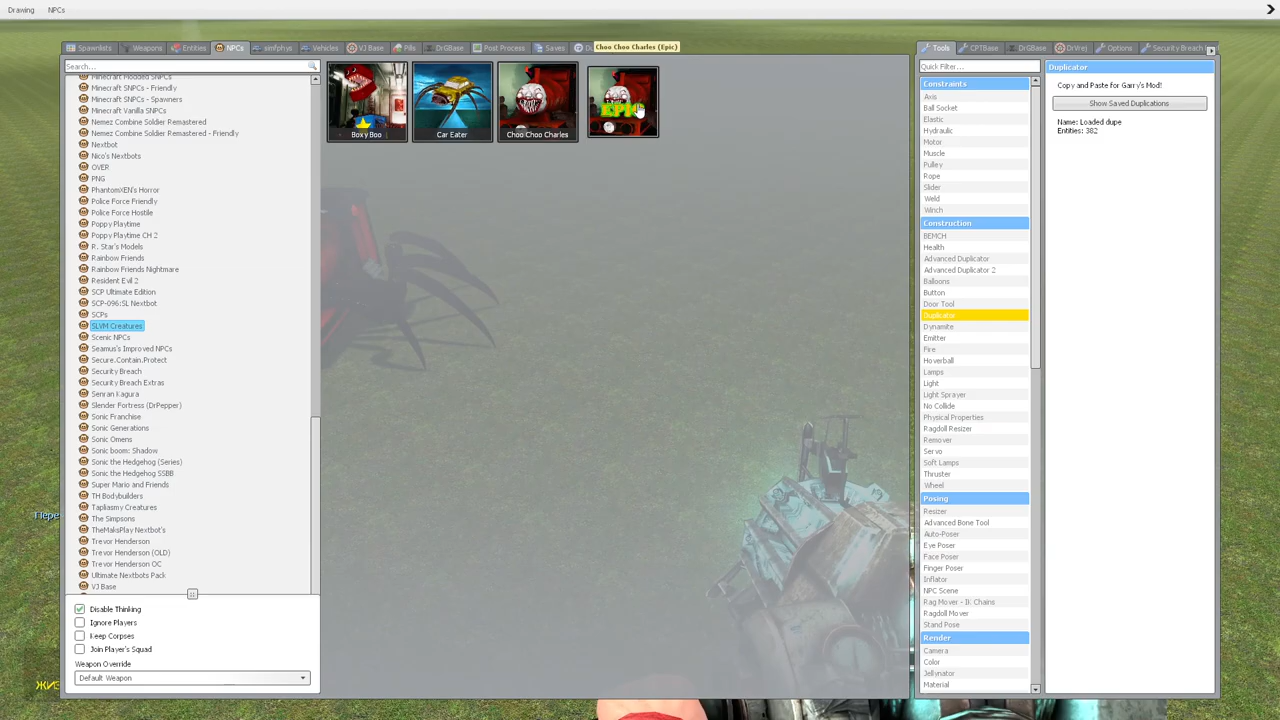 Drawing NPCs
Spawnlists Weapons Entities NPCs simfphys Vehicles VJ Base Pills DrGBase Post Process Saves
Choo Choo Charles (Epic)
Search...
Minecraft Modded SNPCs
Minecraft SNPCs - Friendly
Minecraft SNPCs - Spawners
Minecraft Vanilla SNPCs
Nemez Combine Soldier Remastered
Nemez Combine Soldier Remastered - Friendly
Nextbot
Nico's Nextbots
OVER
PNG
PhantomXEN's Horror
Police Force Friendly
Police Force Hostile
Poppy Playtime
Poppy Playtime CH 2
R. Star's Models
Rainbow Friends
Rainbow Friends Nightmare
Resident Evil 2
SCP Ultimate Edition
SCP-096:SL Nextbot
SCPs
SLVM Creatures
Scenic NPCs
Seamus's Improved NPCs
Secure.Contain.Protect
Security Breach
Security Breach Extras
Senran Kagura
Slender Fortress (DrPepper)
Sonic Franchise
Sonic Generations
Sonic Omens
Sonic boom: Shadow
Sonic the Hedgehog (Series)
Sonic the Hedgehog SSBB
Super Mario and Friends
TH Bodybuilders
Tapliasmy Creatures
The Simpsons
TheMaksPlay Nextbot's
Trevor Henderson
Trevor Henderson (OLD)
Trevor Henderson OC
Ultimate Nextbots Pack
VJ Base
Disable Thinking
Ignore Players
Keep Corpses
Join Player's Squad
Weapon Override
Default Weapon
Boxy Boo
Car Eater
Choo Choo Charles
EPIC
Tools CPTBase DrGBase DrVrej Options Security Breach
Quick Filter...
Constraints
Axis
Ball Socket
Elastic
Hydraulic
Motor
Muscle
Pulley
Rope
Slider
Weld
Winch
Construction
BEMCH
Health
Advanced Duplicator
Advanced Duplicator 2
Balloons
Button
Door Tool
Duplicator
Dynamite
Emitter
Fire
Hoverball
Lamps
Light
Light Sprayer
No Collide
Physical Properties
Ragdoll Resizer
Remover
Servo
Soft Lamps
Thruster
Wheel
Posing
Resizer
Advanced Bone Tool
Auto-Poser
Eye Poser
Face Poser
Finger Poser
Inflator
NPC Scene
Rag Mover - IK Chains
Ragdoll Mover
Stand Pose
Render
Camera
Color
Jellynator
Material
Duplicator
Copy and Paste for Garry's Mod!
Show Saved Duplications
Name: Loaded dupe
Entities: 382
Пере
ЖИЗ